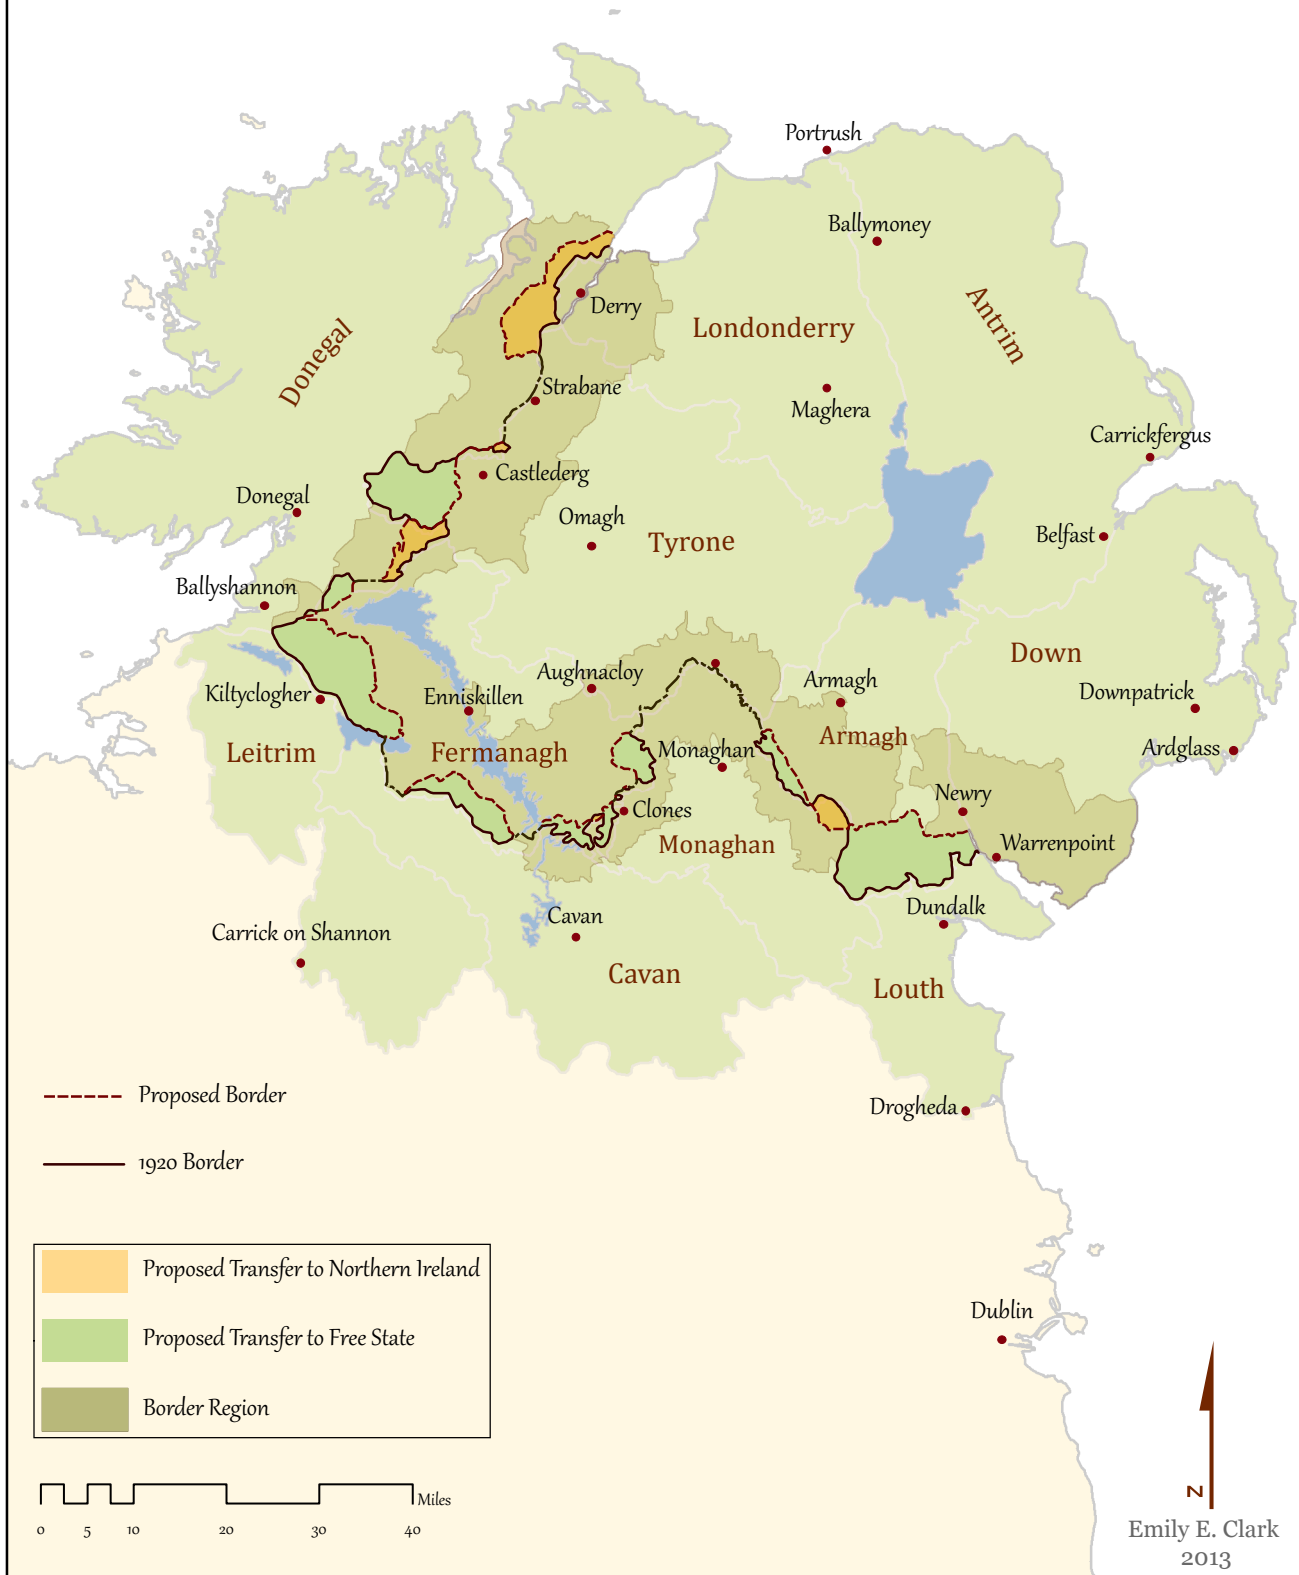 Portrush
Ballymoney
Antrim
Derry
Londonderry
Donegal
Strabane
Maghera
Carrickfergus
Castlederg
Donegal
Omagh
Tyrone
Belfast
Ballyshannon
Down
Aughnacloy
Armagh
Kiltyclogher
Enniskillen
Downpatrick
Leitrim
Fermanagh
Monaghan
Armagh
Ardglass
Newry
Clones
Monaghan
Warrenpoint
Dundalk
Cavan
Carrick on Shannon
Cavan
Louth
Proposed Border
Drogheda
1920 Border
Proposed Transfer to Northern Ireland
Dublin
Proposed Transfer to Free State
Border Region
Miles
0 5 10 20 30 40
N
Emily E. Clark
2013